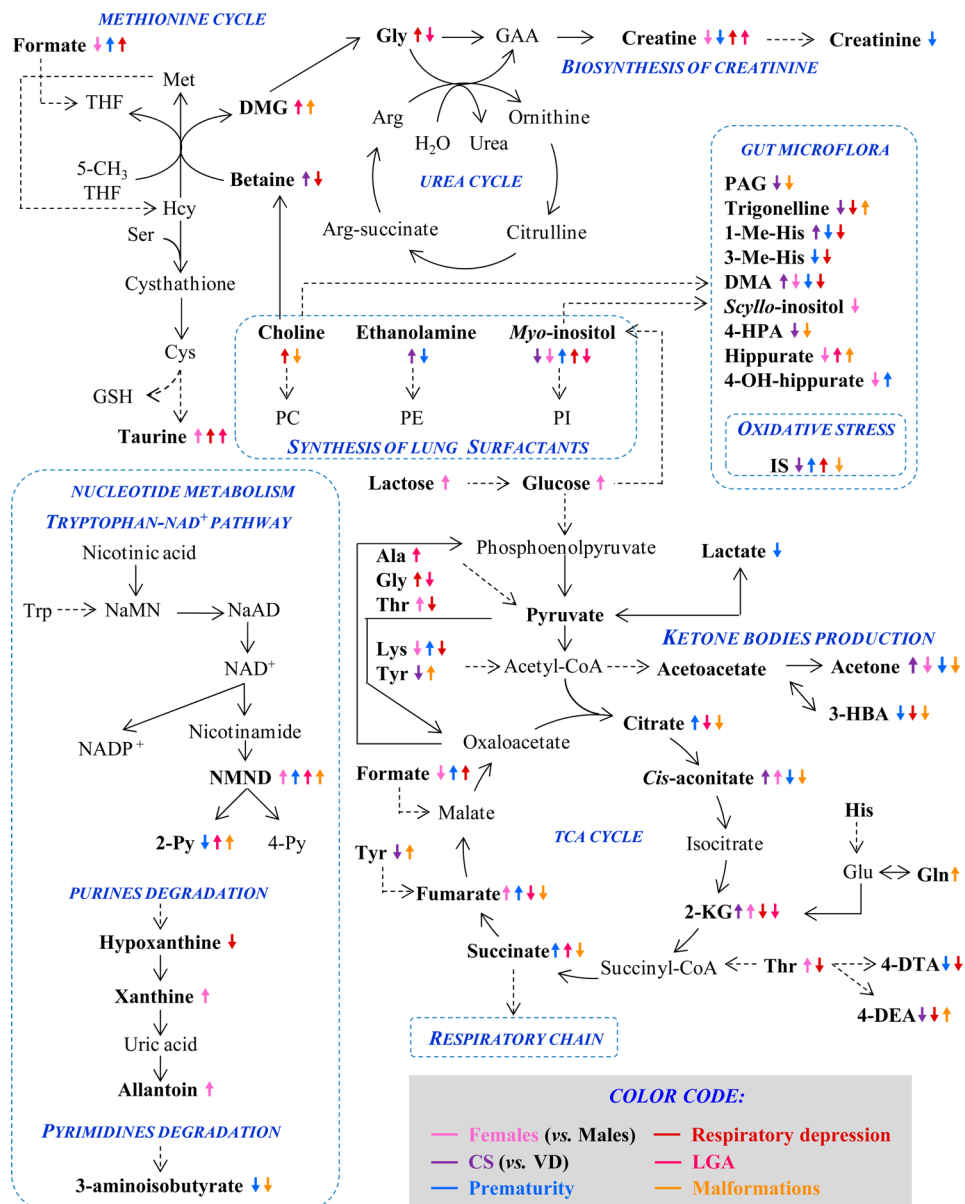 METHIONINE CYCLE
Formate
Met
THF
DMG
5-CH3
THF
Betaine
Hcy
Ser
Cysthathione
Cys
GSH
Taurine
Gly
GAA
Creatine
Creatinine
BIOSYNTHESIS OF CREATININE
Arg
Ornithine
H2O
Urea
UREA CYCLE
Arg-succinate
Citrulline
GUT MICROFLORA
PAG
Trigonelline
1-Me-His
3-Me-His
DMA
Scyllo-inositol
4-HPA
Hippurate
4-OH-hippurate
OXIDATIVE STRESS
IS
Choline
Ethanolamine
Myo-inositol
PC
PE
PI
SYNTHESIS OF LUNG SURFACTANTS
NUCLEOTIDE METABOLISM
TRYPTOPHAN-NAD+ PATHWAY
Nicotinic acid
Trp
NaMN
NaAD
NAD+
Nicotinamide
NADP+
NMND
2-Py
4-Py
PURINES DEGRADATION
Hypoxanthine
Xanthine
Uric acid
Allantoin
PYRIMIDINES DEGRADATION
3-aminoisobutyrate
Lactose
Glucose
Phosphoenolpyruvate
Ala
Gly
Thr
Lactate
Pyruvate
Lys
Tyr
Acetyl-CoA
KETONE BODIES PRODUCTION
Acetoacetate
Acetone
3-HBA
Citrate
Oxaloacetate
Formate
Cis-aconitate
Malate
TCA CYCLE
Isocitrate
His
Tyr
Glu
Gln
Fumarate
2-KG
Succinate
Succinyl-CoA
Thr
4-DTA
4-DEA
RESPIRATORY CHAIN
COLOR CODE:
Females (vs. Males)
Respiratory depression
CS (vs. VD)
LGA
Prematurity
Malformations